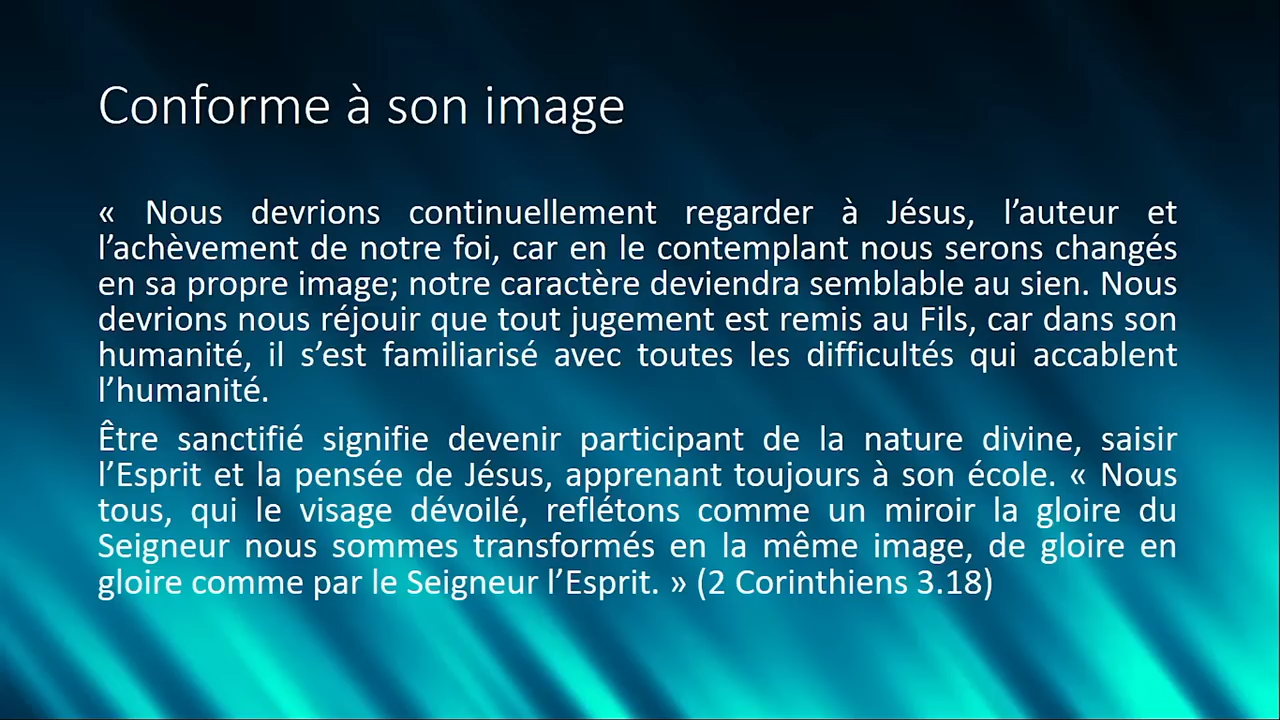 Conforme à son image
« Nous devrions continuellement regarder à Jésus, l’auteur et
l’achèvement de notre foi, car en le contemplant nous serons changés
en sa propre image; notre caractère deviendra semblable au sien. Nous
devrions nous réjouir que tout jugement est remis au Fils, car dans son
humanité, il s’est familiarisé avec toutes les difficultés qui accablent
l’humanité.
Être sanctifié signifie devenir participant de la nature divine, saisir
l’Esprit et la pensée de Jésus, apprenant toujours à son école. « Nous
tous, qui le visage dévoilé, reflétons comme un miroir la gloire du
Seigneur nous sommes transformés en la même image, de gloire en
gloire comme par le Seigneur l’Esprit. » (2 Corinthiens 3.18)